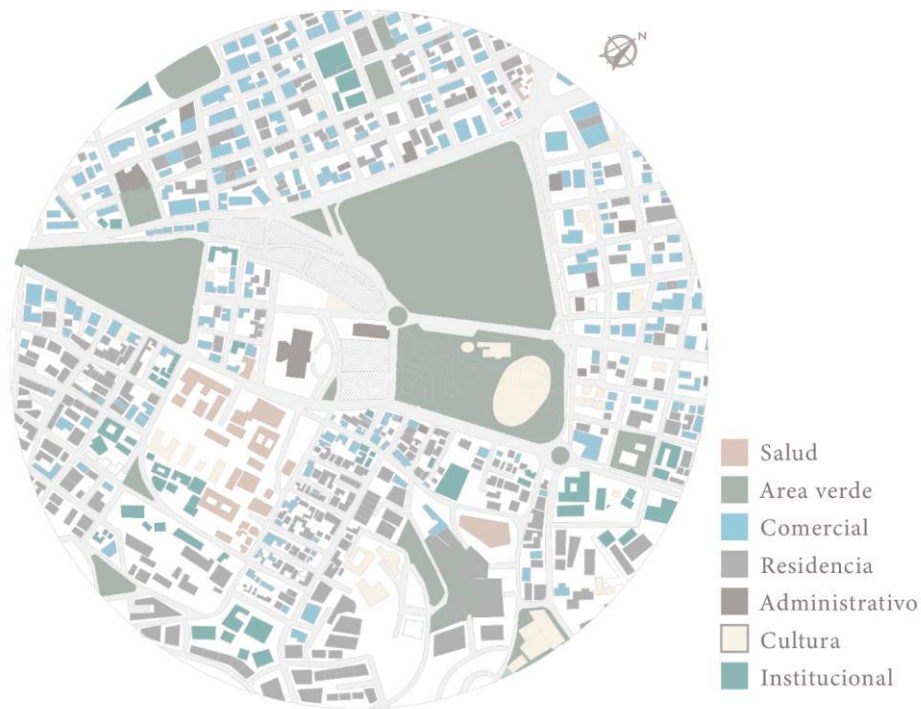 N
Salud
Area verde
Comercial
Residencia
Administrativo
Cultura
Institucional